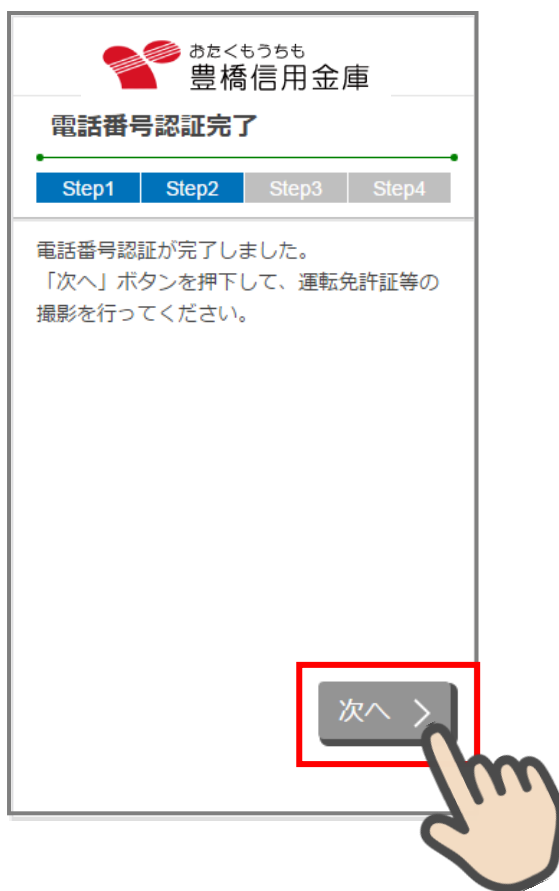 おたくもうちも
豊橋信用金庫
電話番号認証完了
Step1 Step2 Step3 Step4
電話番号認証が完了しました。
「次へ」ボタンを押下して、運転免許証等の
撮影を行ってください。
次へ